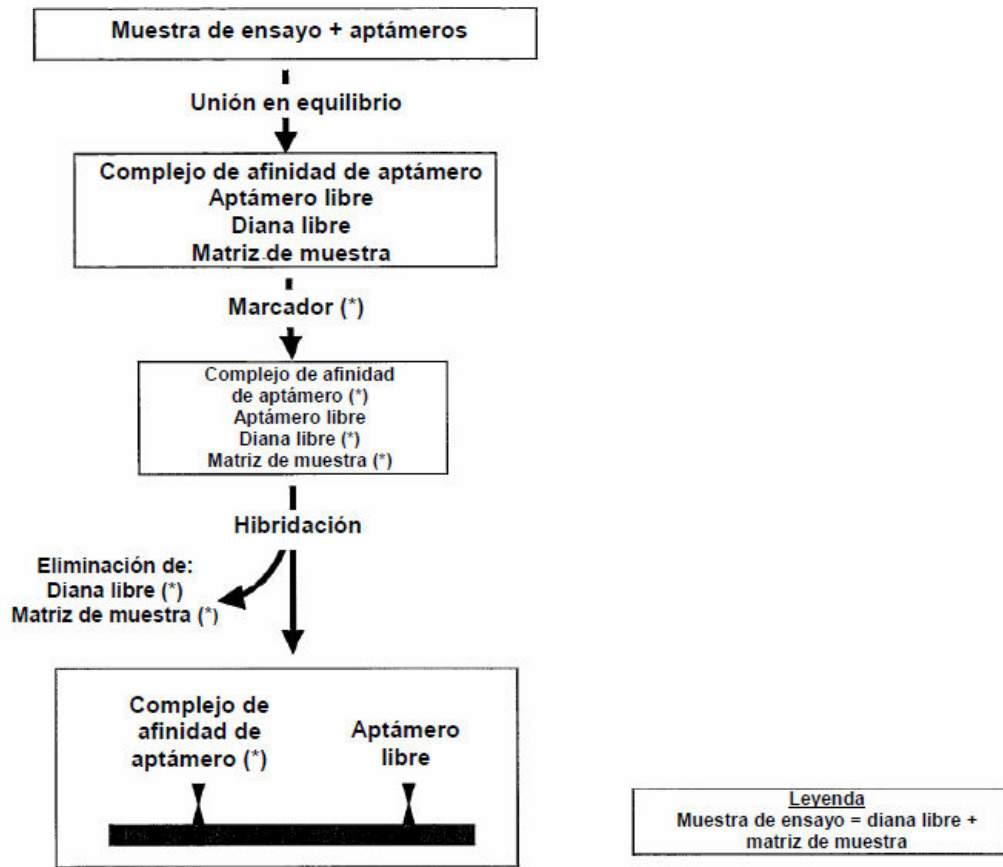 Muestra de ensayo + aptámeros
Unión en equilibrio
Complejo de afinidad de aptámero
Aptámero libre
Diana libre
Matriz de muestra
Marcador (*)
Complejo de afinidad
de aptámero (*)
Aptámero libre
Diana libre (*)
Matriz de muestra (*)
Hibridación
Eliminación de:
Diana libre (*)
Matriz de muestra (*)
Complejo de
afinidad de
aptámero (*)
Aptámero
libre
Leyenda
Muestra de ensayo = diana libre +
matriz de muestra